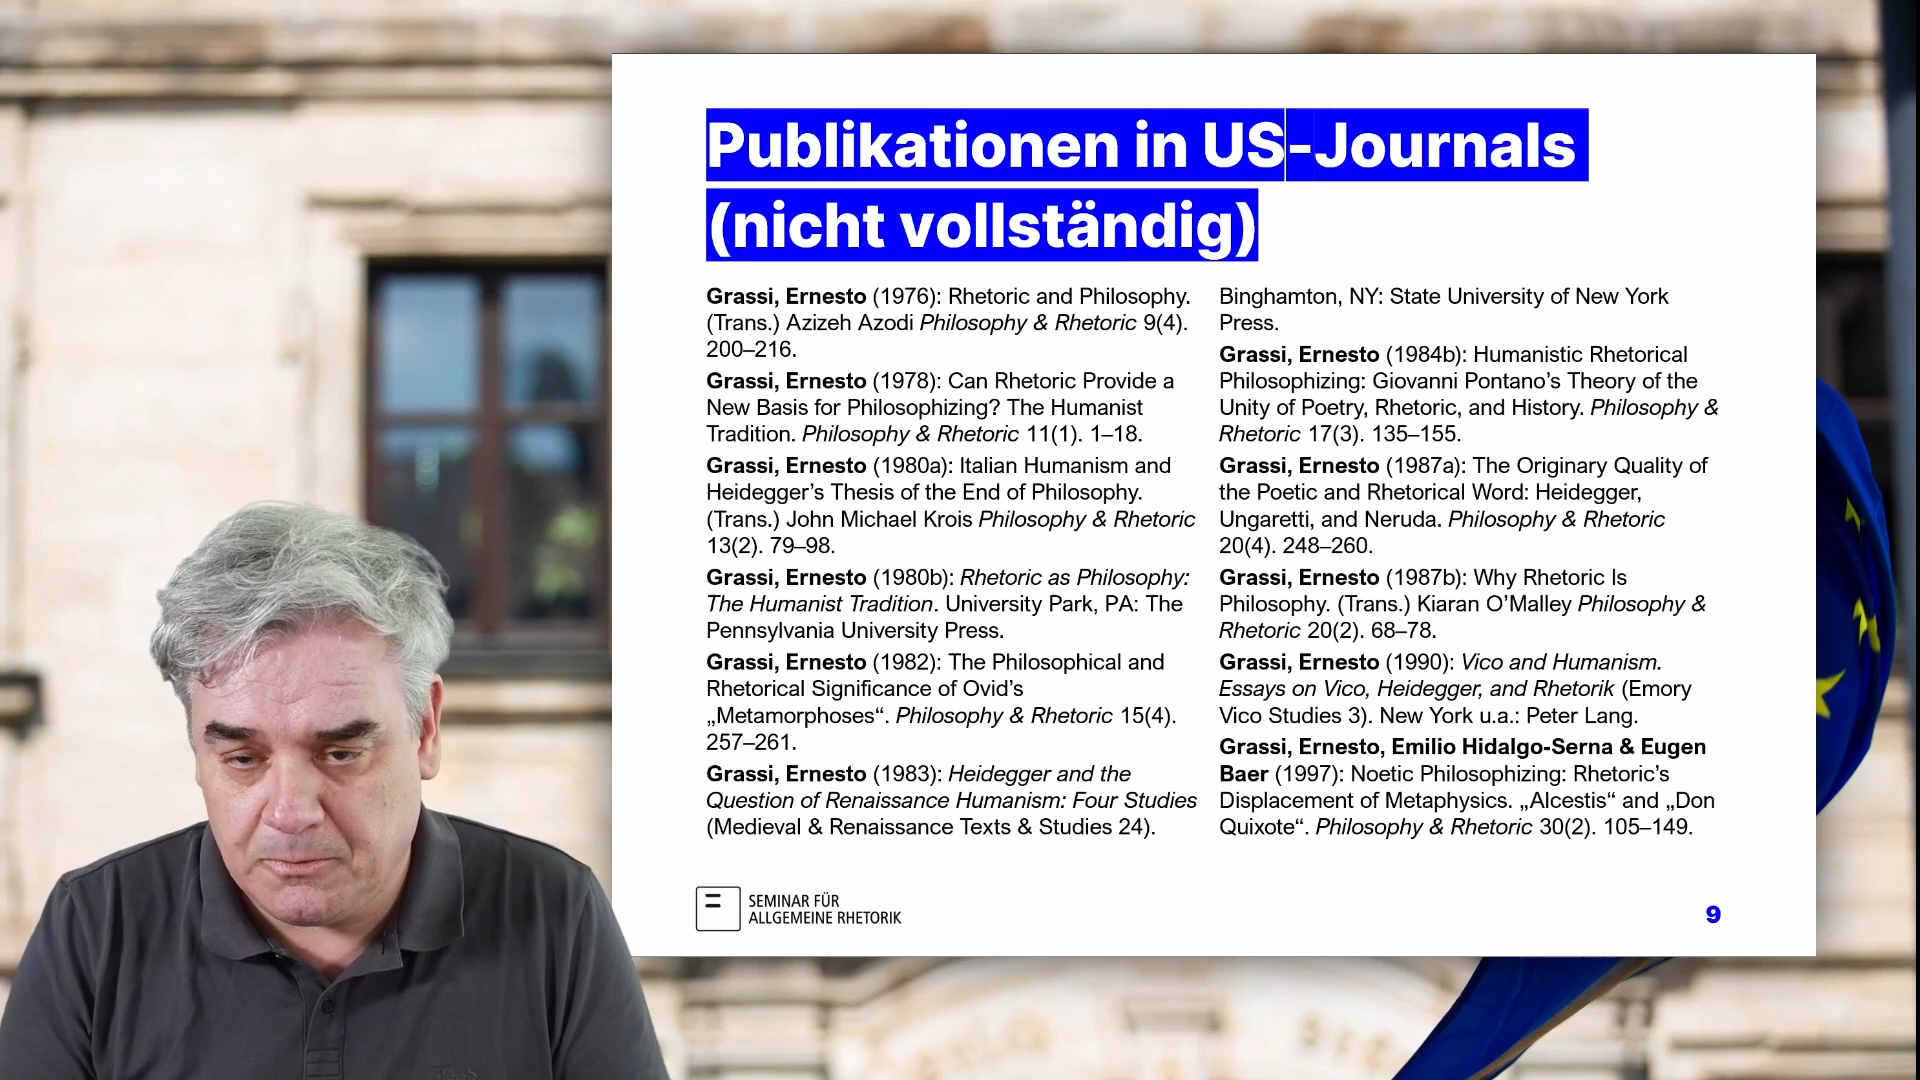 Publikationen in US-Journals
(nicht vollständig)
Grassi, Ernesto (1976): Rhetoric and Philosophy.
(Trans.) Azizeh Azodi Philosophy & Rhetoric 9(4).
200–216.
Grassi, Ernesto (1978): Can Rhetoric Provide a
New Basis for Philosophizing? The Humanist
Tradition. Philosophy & Rhetoric 11(1). 1–18.
Grassi, Ernesto (1980a): Italian Humanism and
Heidegger’s Thesis of the End of Philosophy.
(Trans.) John Michael Krois Philosophy & Rhetoric
13(2). 79–98.
Grassi, Ernesto (1980b): Rhetoric as Philosophy:
The Humanist Tradition. University Park, PA: The
Pennsylvania University Press.
Grassi, Ernesto (1982): The Philosophical and
Rhetorical Significance of Ovid’s
„Metamorphoses“. Philosophy & Rhetoric 15(4).
257–261.
Grassi, Ernesto (1983): Heidegger and the
Question of Renaissance Humanism: Four Studies
(Medieval & Renaissance Texts & Studies 24).
Binghamton, NY: State University of New York
Press.
Grassi, Ernesto (1984b): Humanistic Rhetorical
Philosophizing: Giovanni Pontano’s Theory of the
Unity of Poetry, Rhetoric, and History. Philosophy &
Rhetoric 17(3). 135–155.
Grassi, Ernesto (1987a): The Originary Quality of
the Poetic and Rhetorical Word: Heidegger,
Ungaretti, and Neruda. Philosophy & Rhetoric
20(4). 248–260.
Grassi, Ernesto (1987b): Why Rhetoric Is
Philosophy. (Trans.) Kiaran O’Malley Philosophy &
Rhetoric 20(2). 68–78.
Grassi, Ernesto (1990): Vico and Humanism.
Essays on Vico, Heidegger, and Rhetorik (Emory
Vico Studies 3). New York u.a.: Peter Lang.
Grassi, Ernesto, Emilio Hidalgo-Serna & Eugen
Baer (1997): Noetic Philosophizing: Rhetoric’s
Displacement of Metaphysics. „Alcestis“ and „Don
Quixote“. Philosophy & Rhetoric 30(2). 105–149.
SEMINAR FÜR
ALLGEMEINE RHETORIK
9